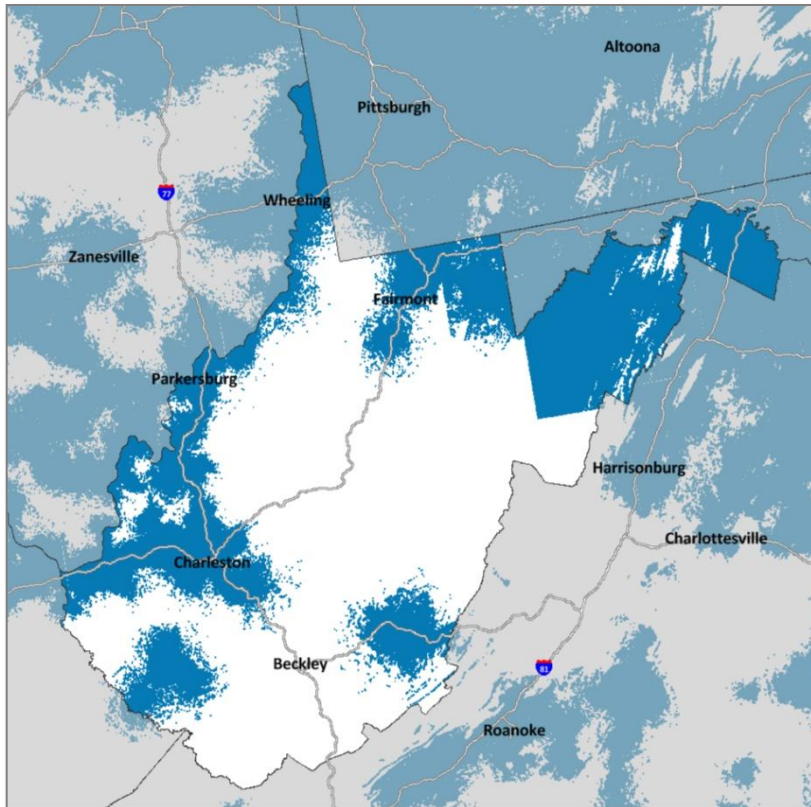 Altoona
Pittsburgh
77
Wheeling
Zanesville
Fairmont
Parkersburg
Harrisonburg
Charlottesville
Charleston
Beckley
81
Roanoke